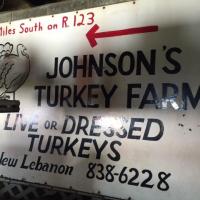 Miles South on R.123
JOHNSON'S
TURKEY FARM
LIVE OR DRESSED
TURKEYS
New Lebanon 838-6228